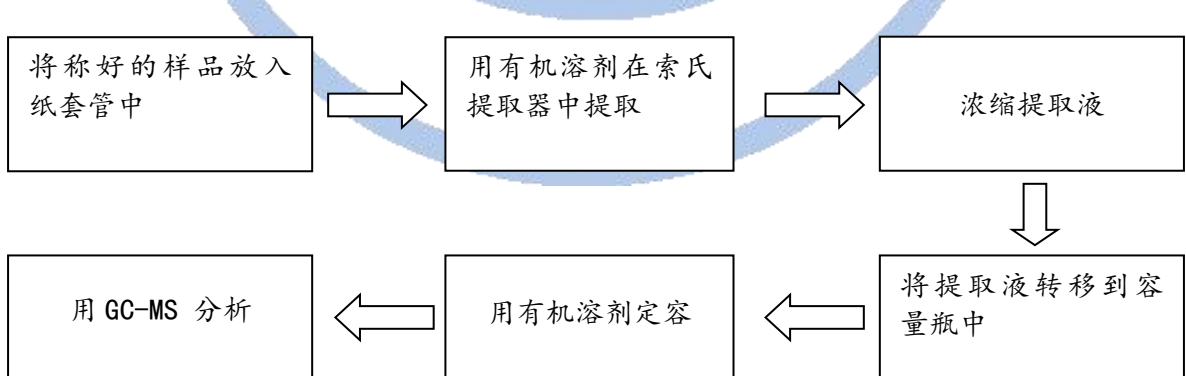 将称好的样品放入
纸套管中
用有机溶剂在索氏
提取器中提取
浓缩提取液
将提取液转移到容
量瓶中
用有机溶剂定容
用 GC-MS 分析